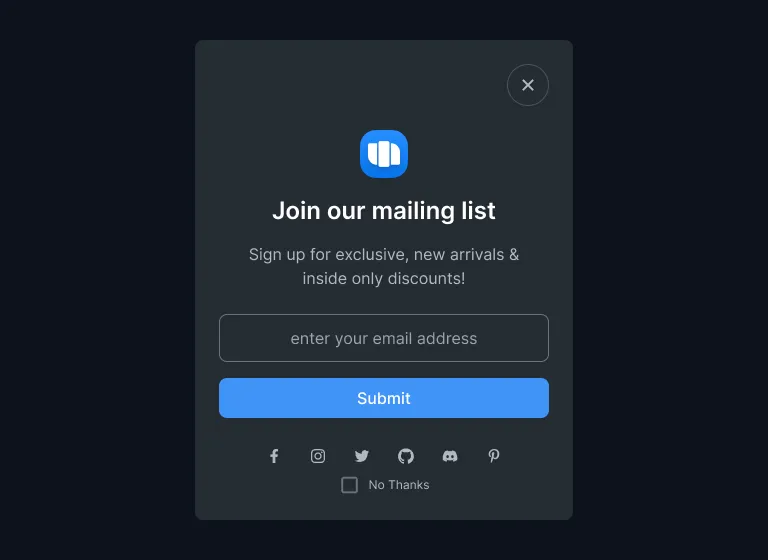 Join our mailing list
Sign up for exclusive, new arrivals &
inside only discounts!
enter your email address
Submit
No Thanks